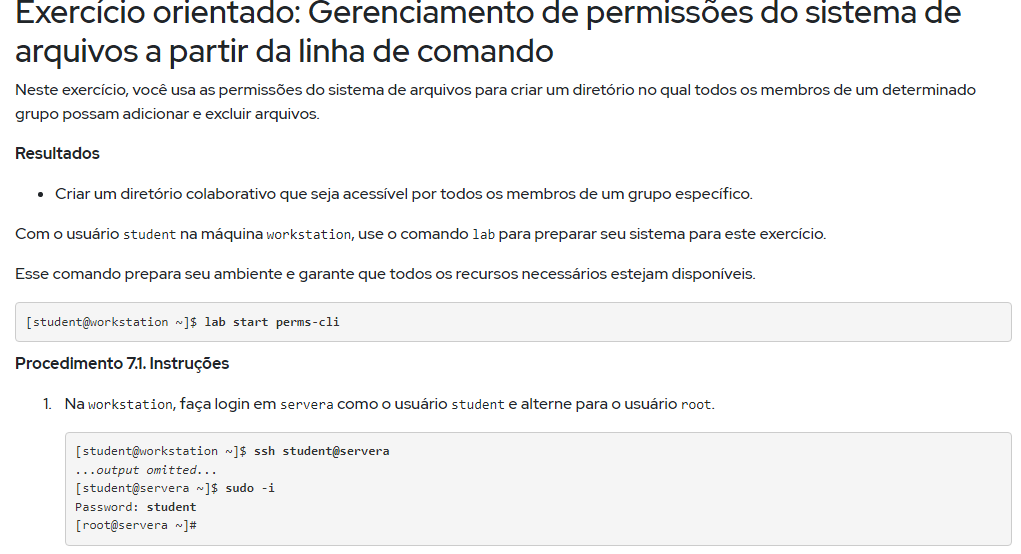 Exercício orientado: Gerenciamento de permissões do sistema de
arquivos a partir da linha de comando
Neste exercício, você usa as permissões do sistema de arquivos para criar um diretório no qual todos os membros de um determinado
grupo possam adicionar e excluir arquivos.
Resultados
• Criar um diretório colaborativo que seja acessível por todos os membros de um grupo específico.
Com o usuário student na máquina workstation, use o comando lab para preparar seu sistema para este exercício.
Esse comando prepara seu ambiente e garante que todos os recursos necessários estejam disponíveis.
[student@workstation ~]$ lab start perms-cli
Procedimento 7.1. Instruções
1. Na workstation, faça login em servera como o usuário student e alterne para o usuário root.
[student@workstation ~]$ ssh student@servera
...output omitted...
[student@servera ~]$ sudo -i
Password: student
[root@servera ~]#